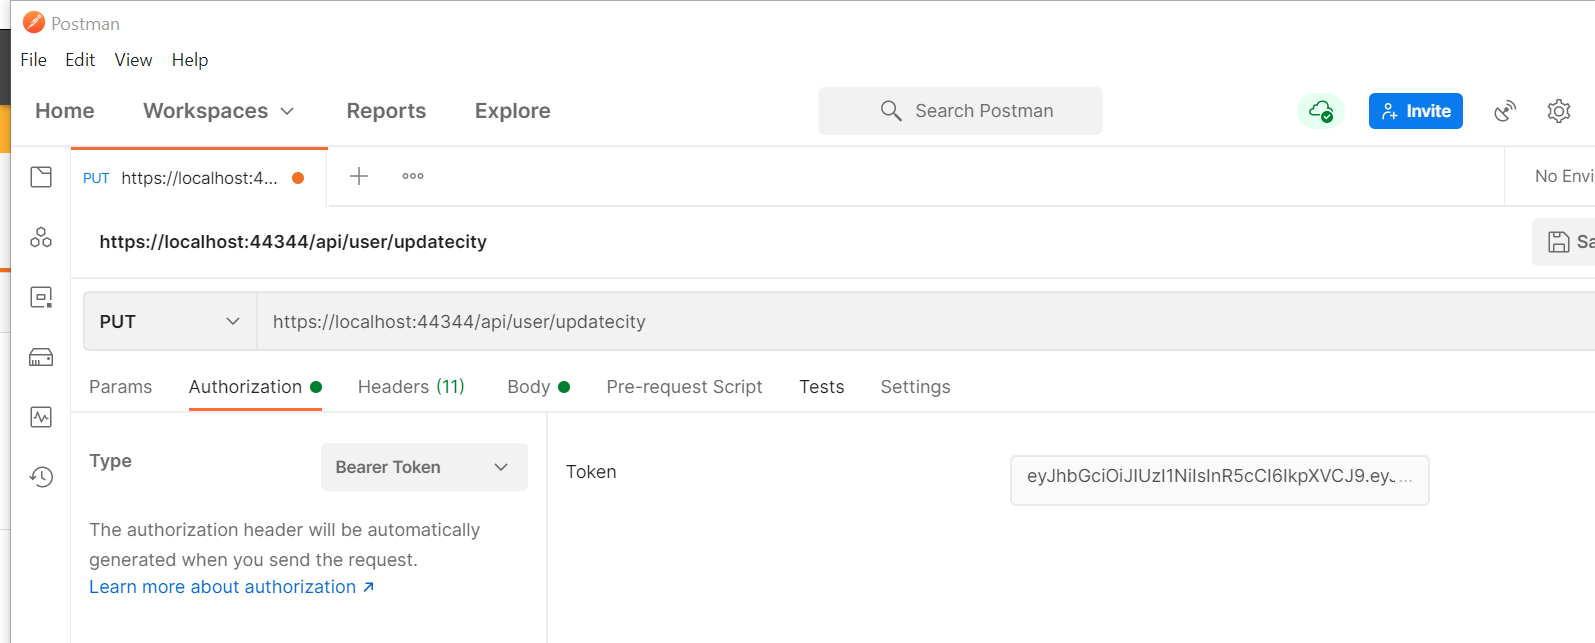 Postman
File Edit View Help
Home Workspaces Reports Explore Search Postman Invite
PUT https://localhost:4... No Envi
https://localhost:44344/api/user/updatecity Sa
PUT https://localhost:44344/api/user/updatecity
Params Authorization Headers (11) Body Pre-request Script Tests Settings
Type Bearer Token Token eyJhbGciOiJIUzI1NiIsInR5cCI6IkpXVCJ9.eyJ...
The authorization header will be automatically
generated when you send the request.
Learn more about authorization ↗